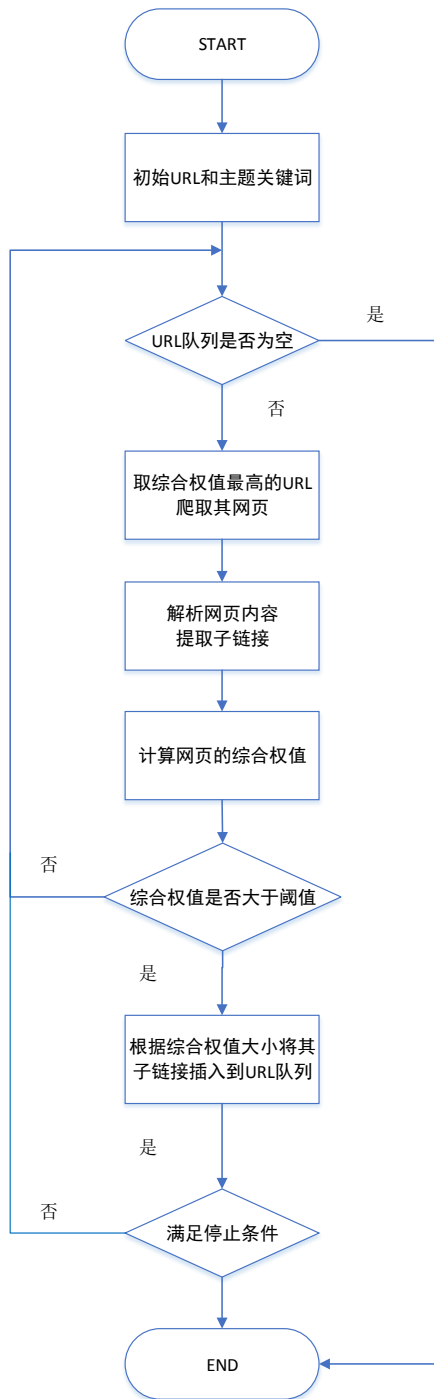 START
初始URL和主题关键词
URL队列是否为空
是
否
取综合权值最高的URL
爬取其网页
解析网页内容
提取子链接
计算网页的综合权值
否
综合权值是否大于阈值
是
根据综合权值大小将其
子链接插入到URL队列
是
否
满足停止条件
END